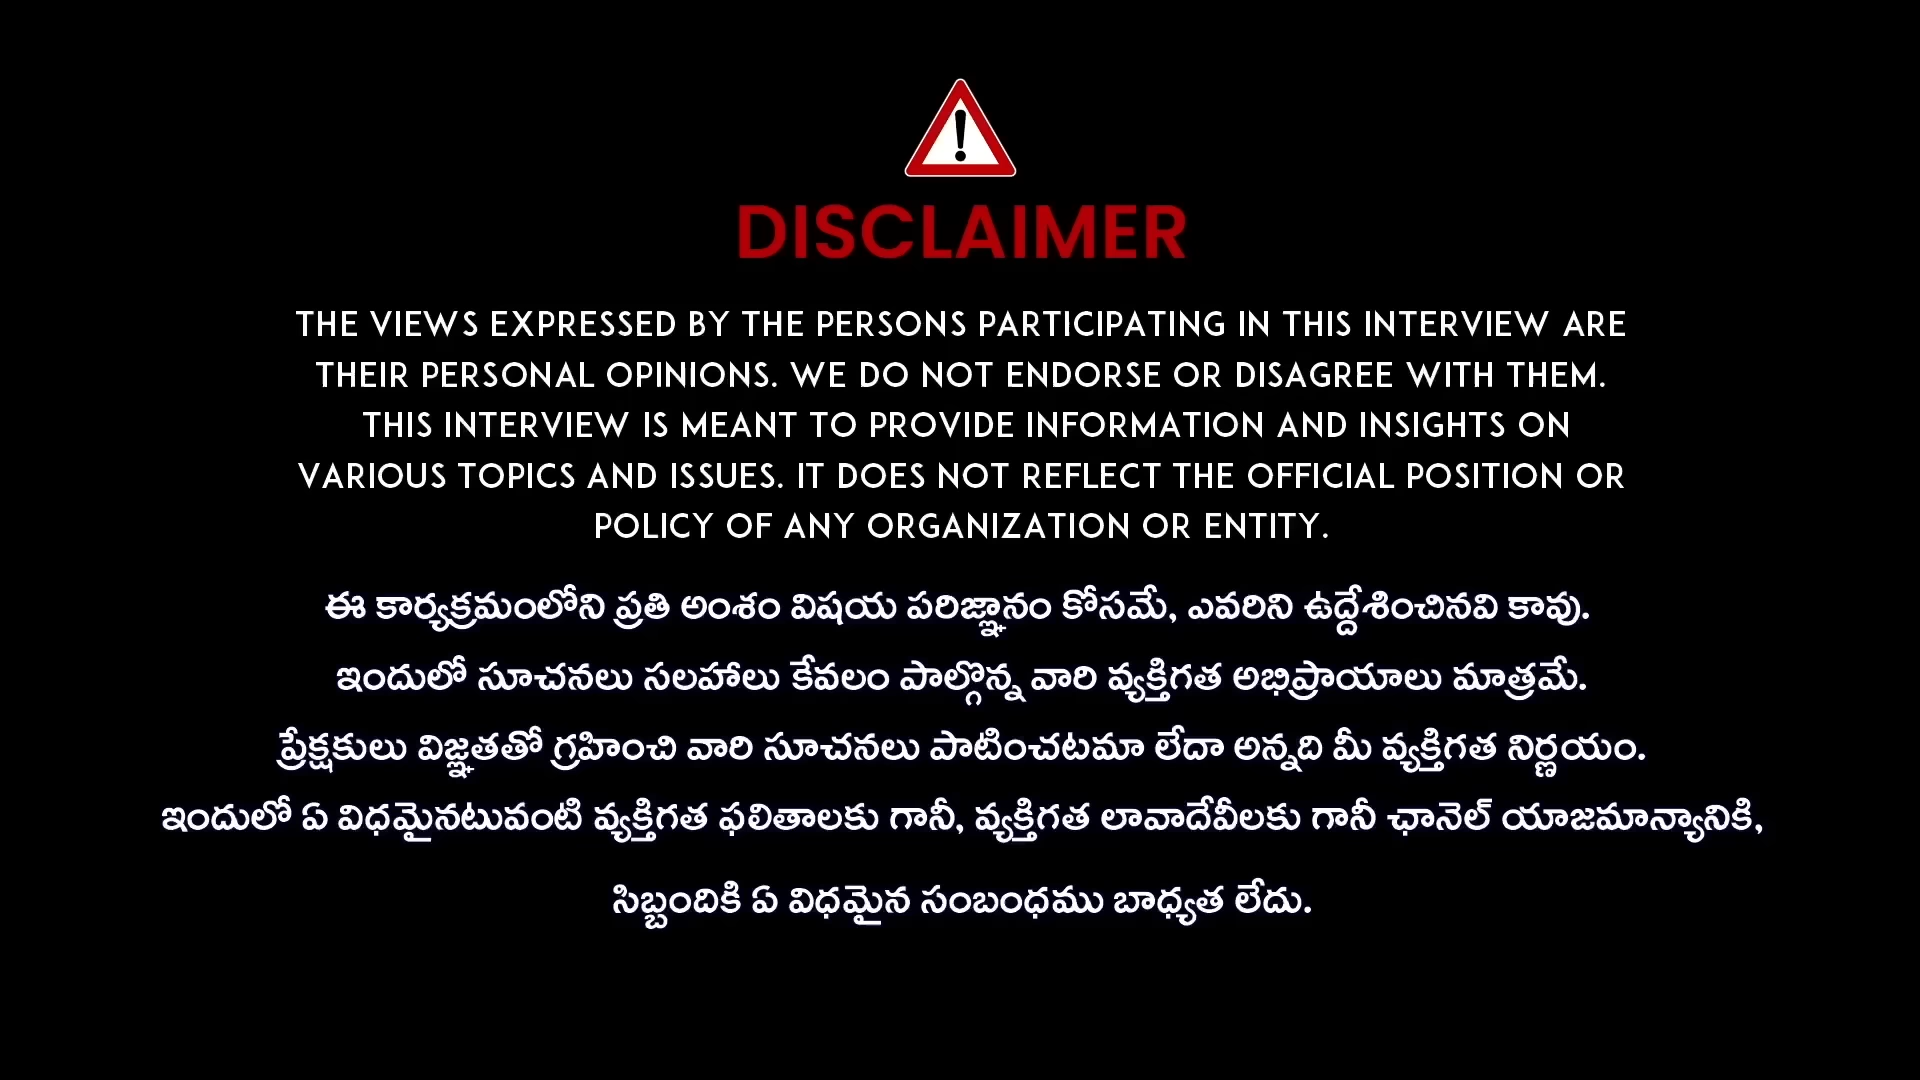 DISCLAIMER
THE VIEWS EXPRESSED BY THE PERSONS PARTICIPATING IN THIS INTERVIEW ARE
THEIR PERSONAL OPINIONS. WE DO NOT ENDORSE OR DISAGREE WITH THEM.
THIS INTERVIEW IS MEANT TO PROVIDE INFORMATION AND INSIGHTS ON
VARIOUS TOPICS AND ISSUES. IT DOES NOT REFLECT THE OFFICIAL POSITION OR
POLICY OF ANY ORGANIZATION OR ENTITY.
ఈ కార్యక్రమంలోని ప్రతి అంశం విషయ పరిజ్ఞానం కోసమే, ఎవరిని ఉద్దేశించినవి కావు.
ఇందులో సూచనలు సలహాలు కేవలం పాల్గొన్న వారి వ్యక్తిగత అభిప్రాయాలు మాత్రమే.
ప్రేక్షకులు విజ్ఞతతో గ్రహించి వారి సూచనలు పాటించటమా లేదా అన్నది మీ వ్యక్తిగత నిర్ణయం.
ఇందులో ఏ విధమైనటువంటి వ్యక్తిగత ఫలితాలకు గానీ, వ్యక్తిగత లావాదేవీలకు గానీ ఛానెల్ యాజమాన్యానికి,
సిబ్బందికి ఏ విధమైన సంబంధము బాధ్యత లేదు.